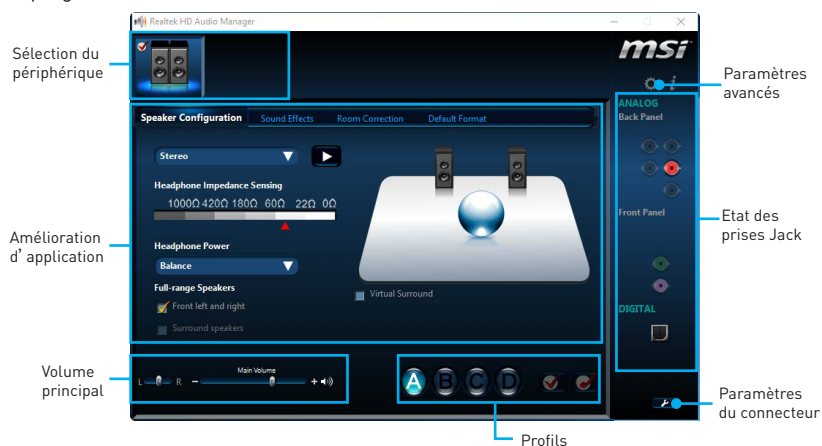 Realtek HD Audio Manager
msi
Sélection du
périphérique
Paramètres
avancés
ANALOG
Back Panel
Speaker Configuration
Sound Effects
Room Correction
Default Format
Stereo
Headphone Impedance Sensing
1000Ω 420Ω 180Ω 60Ω 22Ω 0Ω
Front Panel
Etat des
prises Jack
Amélioration
d’application
Headphone Power
Balance
Full-range Speakers
Front left and right
Surround speakers
Virtual Surround
DIGITAL
Volume
principal
Main Volume
L R - +
A B C D
Paramètres
du connecteur
Profils